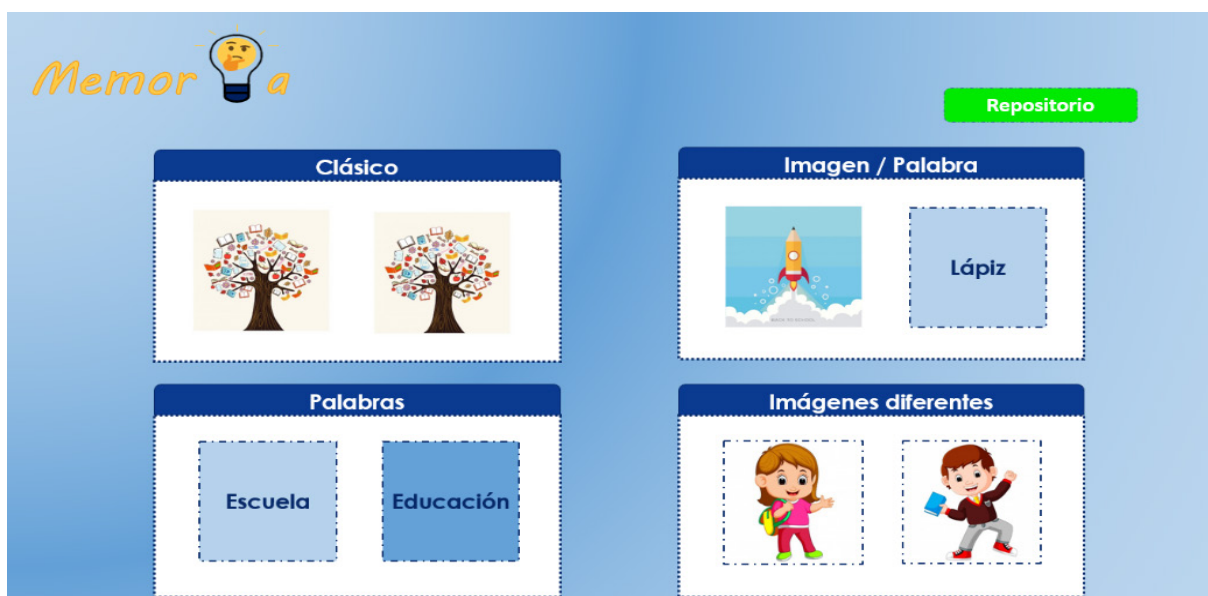 Memor a
Repositorio
Clásico
Imagen / Palabra
Lápiz
Palabras
Imágenes diferentes
Escuela
Educación